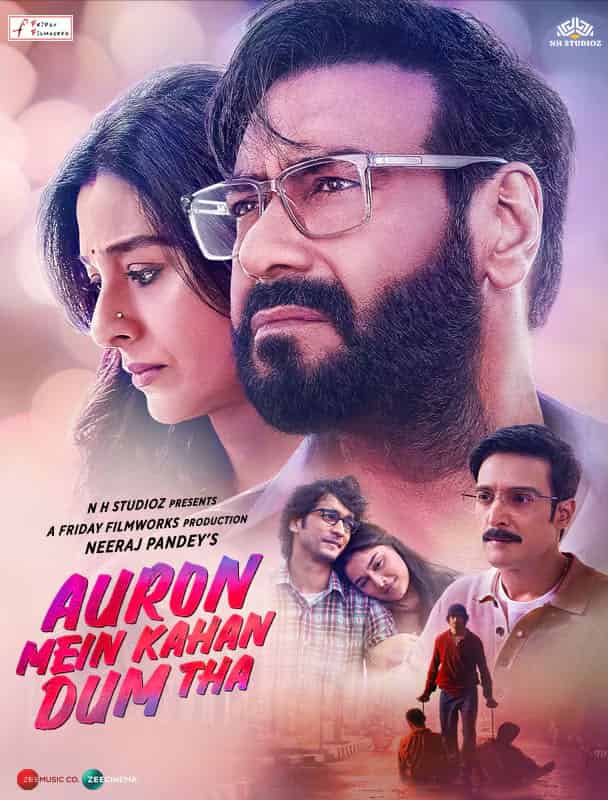 f
FRIDAY
FILMWORKS
NH STUDIOZ
N H STUDIOZ PRESENTS
A FRIDAY FILMWORKS PRODUCTION
NEERAJ PANDEY'S
AURON
MEIN KAHAN
DUM THA
ZEE MUSIC CO. ZEE CINEMA